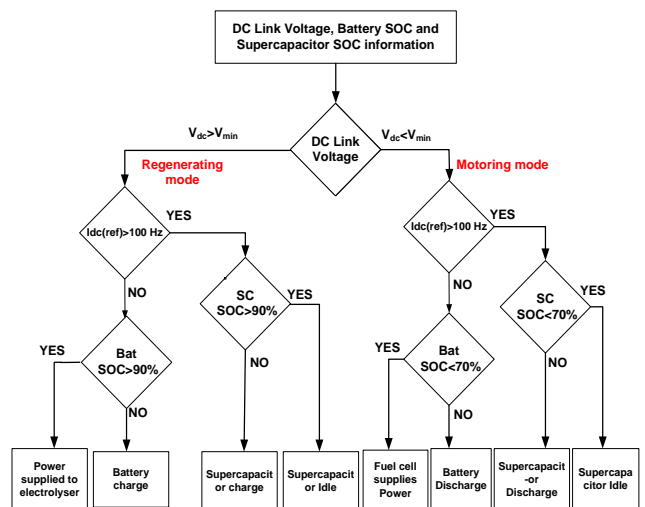 DC Link Voltage, Battery SOC and
Supercapacitor SOC information
Vdc>Vmin
DC Link
Voltage
Vdc<Vmin
Regenerating
mode
Motoring mode
Idc(ref)>100 Hz
YES
Idc(ref)>100 Hz
YES
NO
SC
SOC>90%
YES
NO
SC
SOC<70%
YES
YES
Bat
SOC>90%
NO
YES
Bat
SOC<70%
NO
NO
NO
Power
supplied to
electrolyser
Battery
charge
Supercapacit
or charge
Supercapacit
or Idle
Fuel cell
supplies
Power
Battery
Discharge
Supercapacit
-or
Discharge
Supercapa
citor Idle